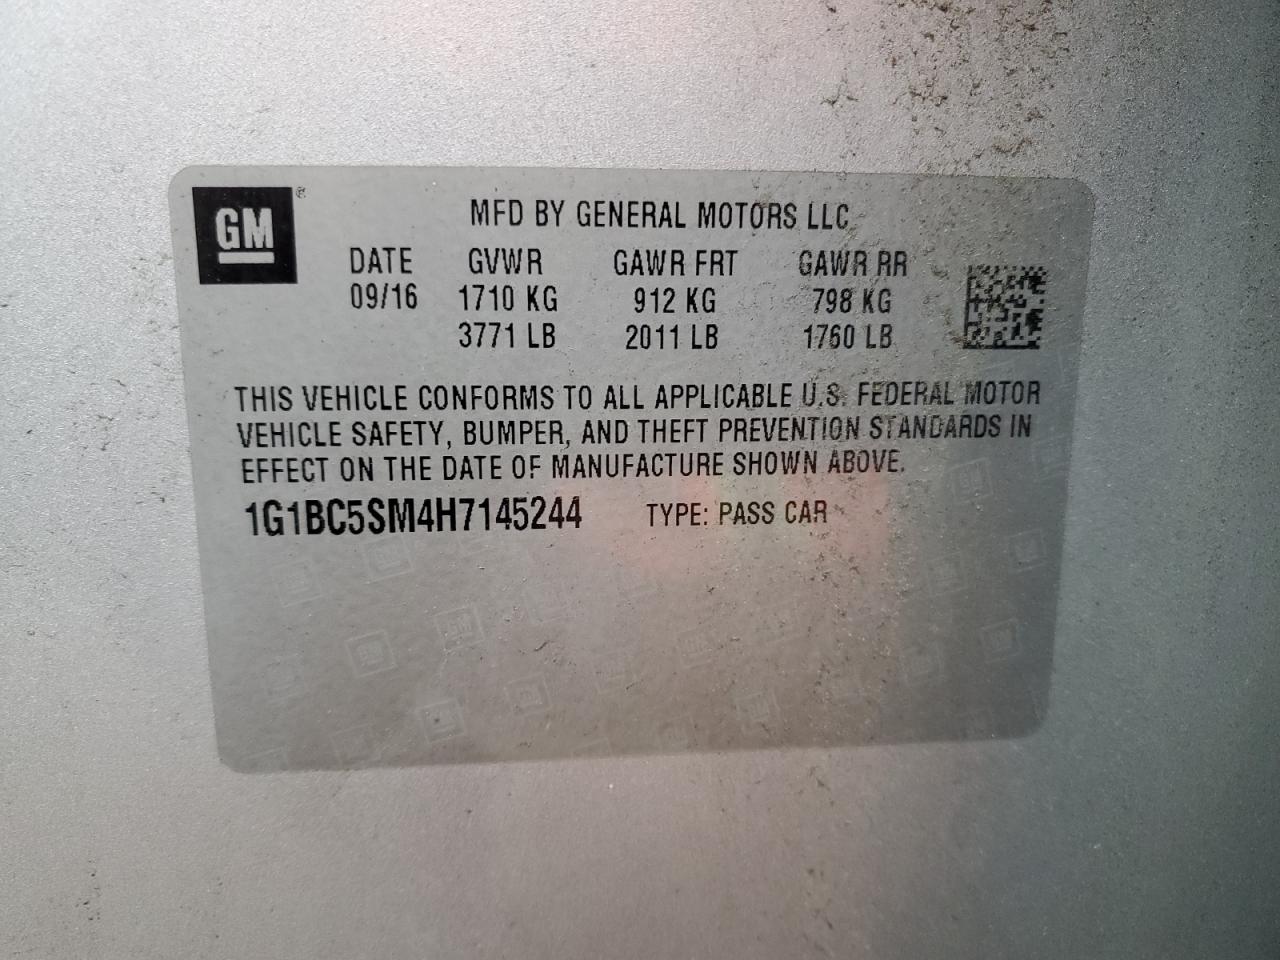 GM ®
MFD BY GENERAL MOTORS LLC
DATE GVWR GAWR FRT GAWR RR
09/16 1710 KG 912 KG 798 KG
3771 LB 2011 LB 1760 LB
THIS VEHICLE CONFORMS TO ALL APPLICABLE U.S. FEDERAL MOTOR
VEHICLE SAFETY, BUMPER, AND THEFT PREVENTION STANDARDS IN
EFFECT ON THE DATE OF MANUFACTURE SHOWN ABOVE.
1G1BC5SM4H7145244 TYPE: PASS CAR